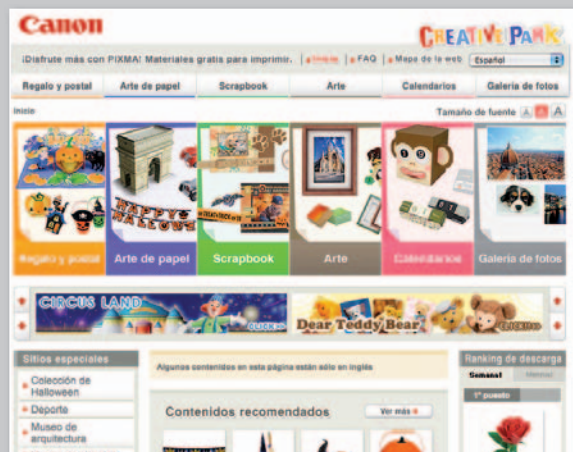 Canon
CREATIVE PARK
¡Disfrute más con PIXMA! Materiales gratis para imprimir.
FAQ
Mapa de la web
Español
Regalo y postal
Arte de papel
Scrapbook
Arte
Calendarios
Galería de fotos
Inicio
Tamaño de fuente A A A
HAPPY HALLOWEEN
Regalo y postal
Arte de papel
Scrapbook
Arte
Calendarios
Galería de fotos
CIRCUS LAND
CLICK>>
Dear Teddy Bear
CLICK>>
Sitios especiales
Colección de
Halloween
Deporte
Museo de
arquitectura
Algunos contenidos en esta página están sólo en inglés
Contenidos recomendados
Ver más
Ranking de descarga
Semanal
Mensual
1º puesto